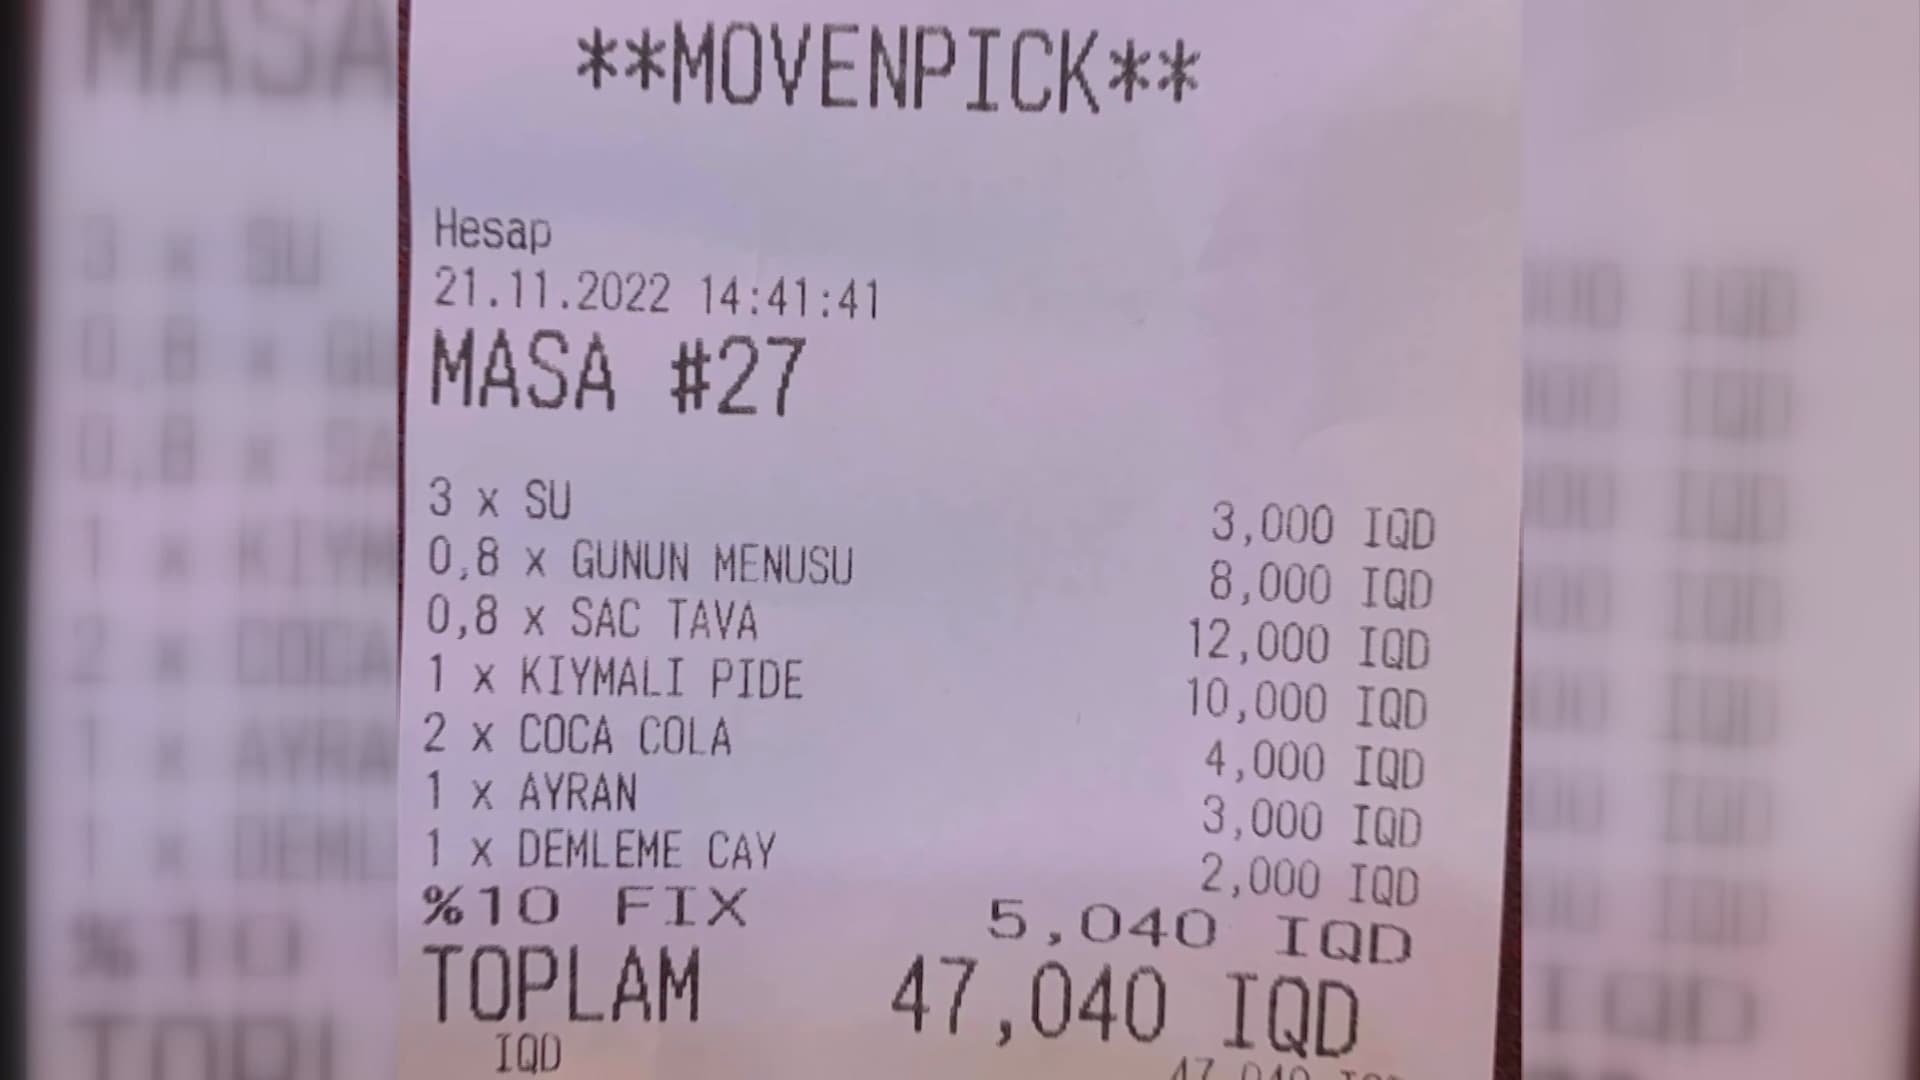 **MOVENPICK**
Hesap
21.11.2022 14:41:41
MASA #27
3 x SU 3,000 IQD
0,8 x GUNUN MENUSU 8,000 IQD
0,8 x SAC TAVA 12,000 IQD
1 x KIYMALI PIDE 10,000 IQD
2 x COCA COLA 4,000 IQD
1 x AYRAN 3,000 IQD
1 x DEMLEME CAY 2,000 IQD
%10 FIX 5,040 IQD
TOPLAM 47,040 IQD
IQD 47,040